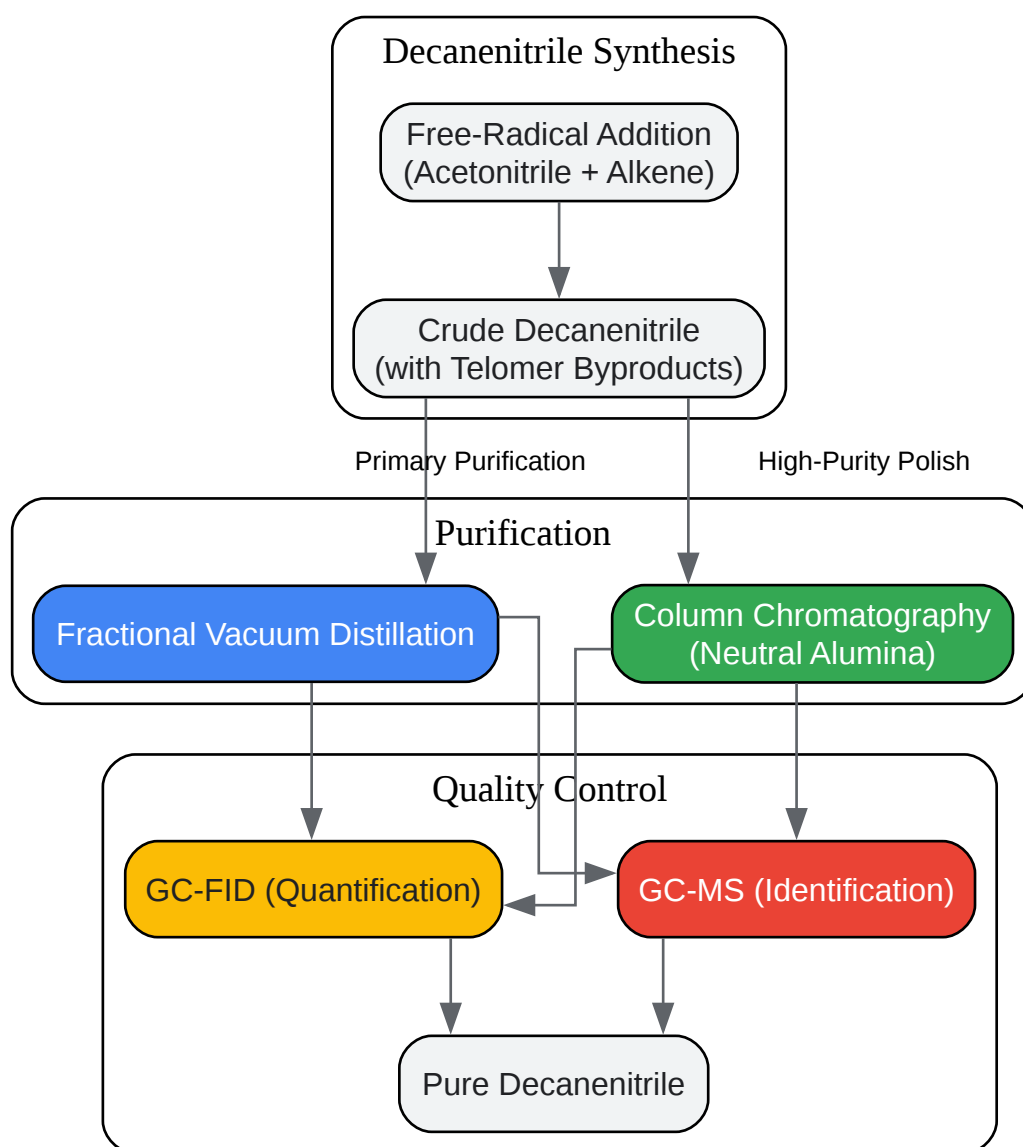 Decanenitrile Synthesis
Free-Radical Addition
(Acetonitrile + Alkene)
Crude Decanenitrile
(with Telomer Byproducts)
Primary Purification
High-Purity Polish
Purification
Fractional Vacuum Distillation
Column Chromatography
(Neutral Alumina)
Quality Control
GC-FID (Quantification)
GC-MS (Identification)
Pure Decanenitrile